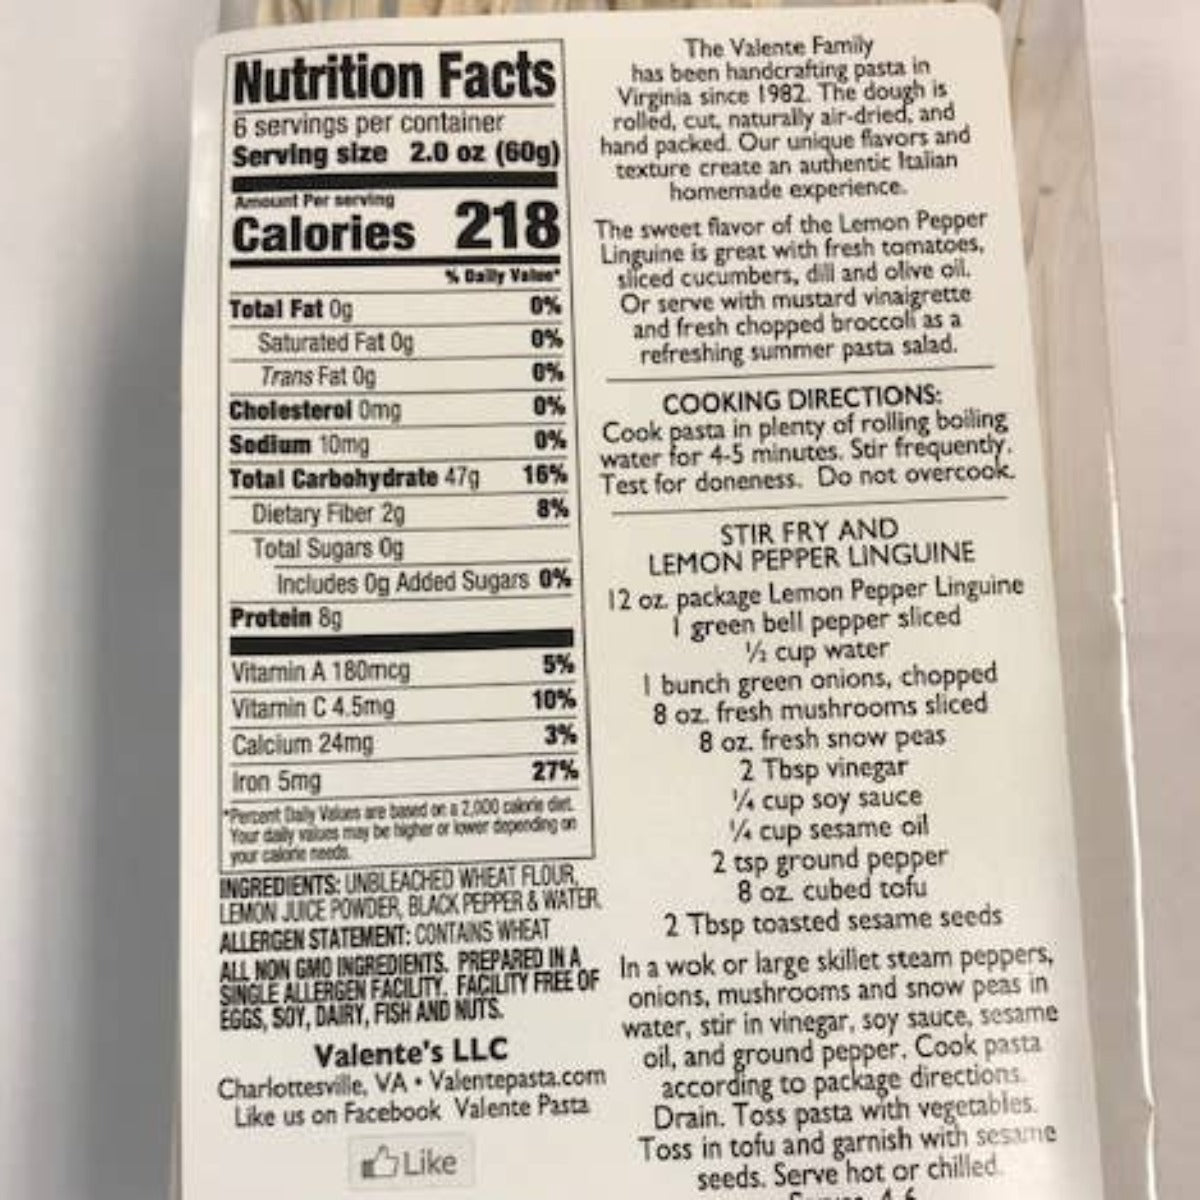 Nutrition Facts
6 servings per container
Serving size 2.0 oz (60g)
Amount Per serving
Calories 218
% Daily Value*
Total Fat 0g 0%
Saturated Fat 0g 0%
Trans Fat 0g 0%
Cholesterol 0mg 0%
Sodium 10mg 0%
Total Carbohydrate 47g 16%
Dietary Fiber 2g 8%
Total Sugars 0g
Includes 0g Added Sugars 0%
Protein 8g
Vitamin A 180mcg 5%
Vitamin C 4.5mg 10%
Calcium 24mg 3%
Iron 5mg 27%
*Percent Daily Values are based on a 2,000 calorie diet.
Your daily values may be higher or lower depending on
your calorie needs.
INGREDIENTS: UNBLEACHED WHEAT FLOUR,
LEMON JUICE POWDER, BLACK PEPPER & WATER.
ALLERGEN STATEMENT: CONTAINS WHEAT
ALL NON GMO INGREDIENTS. PREPARED IN A
SINGLE ALLERGEN FACILITY. FACILITY FREE OF
EGGS, SOY, DAIRY, FISH AND NUTS.
Valente's LLC
Charlottesville, VA • Valentepasta.com
Like us on Facebook Valente Pasta
Like
The Valente Family
has been handcrafting pasta in
Virginia since 1982. The dough is
rolled, cut, naturally air-dried, and
hand packed. Our unique flavors and
texture create an authentic Italian
homemade experience.
The sweet flavor of the Lemon Pepper
Linguine is great with fresh tomatoes,
sliced cucumbers, dill and olive oil.
Or serve with mustard vinaigrette
and fresh chopped broccoli as a
refreshing summer pasta salad.
COOKING DIRECTIONS:
Cook pasta in plenty of rolling boiling
water for 4-5 minutes. Stir frequently.
Test for doneness. Do not overcook.
STIR FRY AND
LEMON PEPPER LINGUINE
12 oz. package Lemon Pepper Linguine
1 green bell pepper sliced
½ cup water
1 bunch green onions, chopped
8 oz. fresh mushrooms sliced
8 oz. fresh snow peas
2 Tbsp vinegar
¼ cup soy sauce
¼ cup sesame oil
2 tsp ground pepper
8 oz. cubed tofu
2 Tbsp toasted sesame seeds
In a wok or large skillet steam peppers,
onions, mushrooms and snow peas in
water, stir in vinegar, soy sauce, sesame
oil, and ground pepper. Cook pasta
according to package directions.
Drain. Toss pasta with vegetables.
Toss in tofu and garnish with sesame
seeds. Serve hot or chilled.